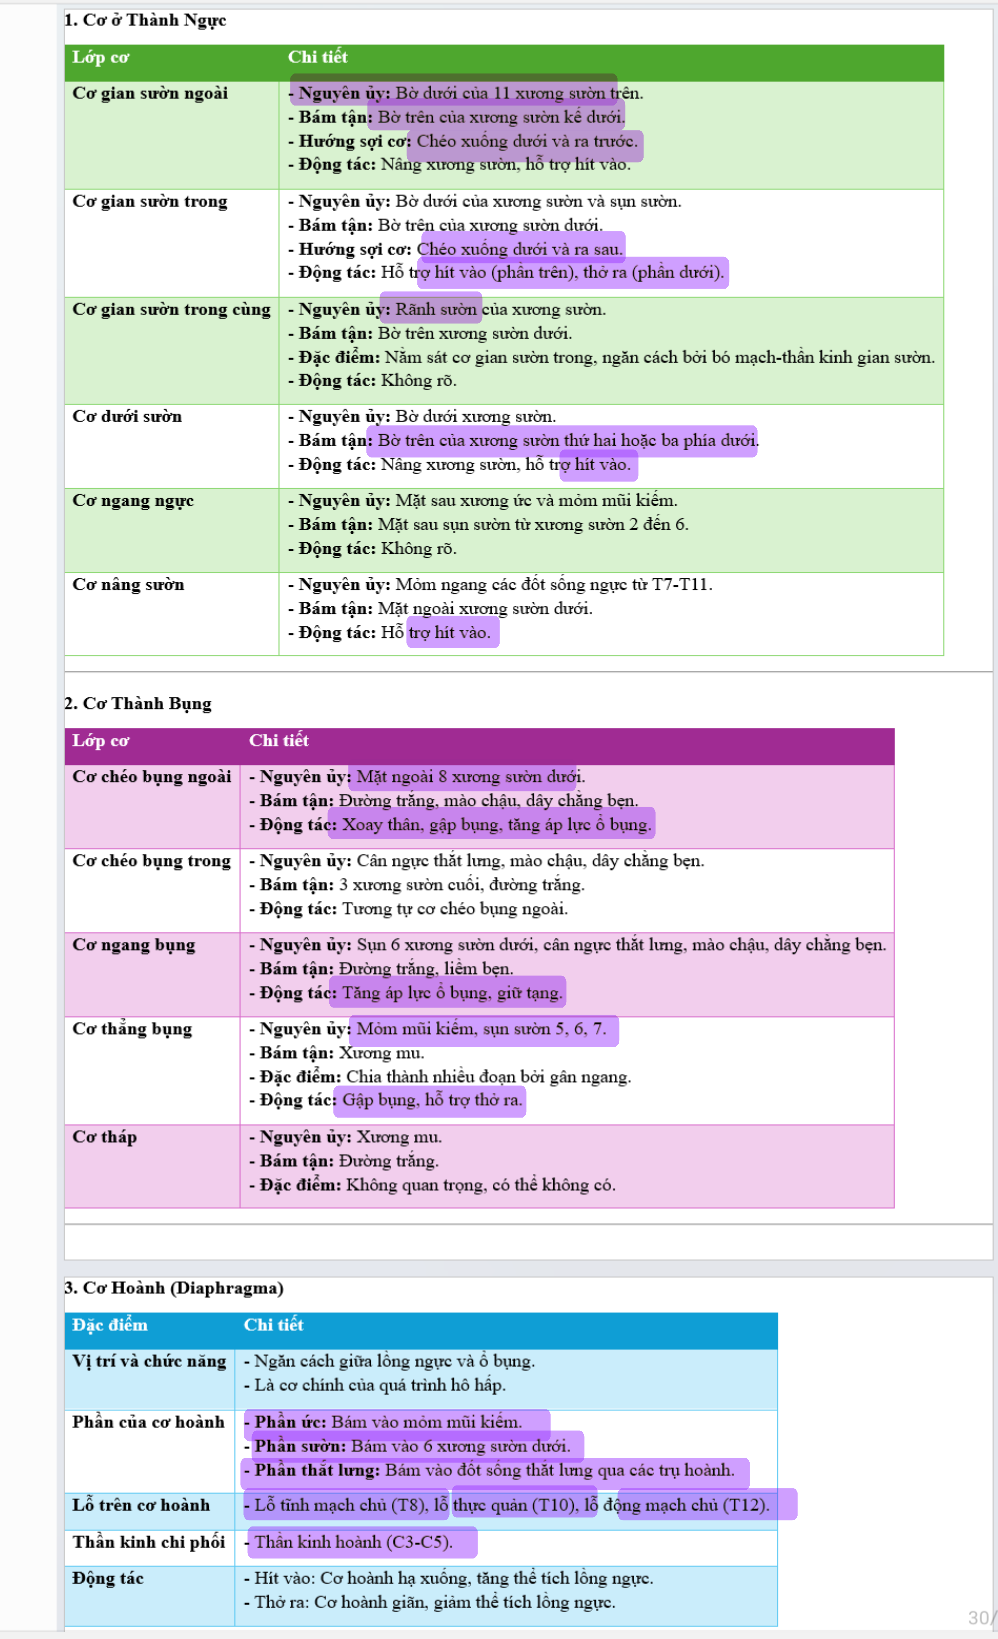 1. Cơ ở Thành Ngực
Lớp cơ
Chi tiết
Cơ gian sườn ngoài
- Nguyên ủy: Bờ dưới của 11 xương sườn trên.
- Bám tận: Bờ trên của xương sườn kế dưới.
- Hướng sợi cơ: Chéo xuống dưới và ra trước.
- Động tác: Nâng xương sườn, hỗ trợ hít vào.
Cơ gian sườn trong
- Nguyên ủy: Bờ dưới của xương sườn và sụn sườn.
- Bám tận: Bờ trên của xương sườn dưới.
- Hướng sợi cơ: Chéo xuống dưới và ra sau.
- Động tác: Hỗ trợ hít vào (phần trên), thở ra (phần dưới).
Cơ gian sườn trong cùng
- Nguyên ủy: Rãnh sườn của xương sườn.
- Bám tận: Bờ trên xương sườn dưới.
- Đặc điểm: Nằm sát cơ gian sườn trong, ngăn cách bởi bó mạch-thần kinh gian sườn.
- Động tác: Không rõ.
Cơ dưới sườn
- Nguyên ủy: Bờ dưới xương sườn.
- Bám tận: Bờ trên của xương sườn thứ hai hoặc ba phía dưới.
- Động tác: Nâng xương sườn, hỗ trợ hít vào.
Cơ ngang ngực
- Nguyên ủy: Mặt sau xương ức và mỏm mũi kiếm.
- Bám tận: Mặt sau sụn sườn từ xương sườn 2 đến 6.
- Động tác: Không rõ.
Cơ nâng sườn
- Nguyên ủy: Mỏm ngang các đốt sống ngực từ T7-T11.
- Bám tận: Mặt ngoài xương sườn dưới.
- Động tác: Hỗ trợ hít vào.
2. Cơ Thành Bụng
Lớp cơ
Chi tiết
Cơ chéo bụng ngoài
- Nguyên ủy: Mặt ngoài 8 xương sườn dưới.
- Bám tận: Đường trắng, mào chậu, dây chằng bẹn.
- Động tác: Xoay thân, gập bụng, tăng áp lực ổ bụng.
Cơ chéo bụng trong
- Nguyên ủy: Cân ngực thắt lưng, mào chậu, dây chằng bẹn.
- Bám tận: 3 xương sườn cuối, đường trắng.
- Động tác: Tương tự cơ chéo bụng ngoài.
Cơ ngang bụng
- Nguyên ủy: Sụn 6 xương sườn dưới, cân ngực thắt lưng, mào chậu, dây chằng bẹn.
- Bám tận: Đường trắng, liềm bẹn.
- Động tác: Tăng áp lực ổ bụng, giữ tạng.
Cơ thẳng bụng
- Nguyên ủy: Mỏm mũi kiếm, sụn sườn 5, 6, 7.
- Bám tận: Xương mu.
- Đặc điểm: Chia thành nhiều đoạn bởi gân ngang.
- Động tác: Gập bụng, hỗ trợ thở ra.
Cơ tháp
- Nguyên ủy: Xương mu.
- Bám tận: Đường trắng.
- Đặc điểm: Không quan trọng, có thể không có.
3. Cơ Hoành (Diaphragma)
Đặc điểm
Chi tiết
Vị trí và chức năng
- Ngăn cách giữa lồng ngực và ổ bụng.
- Là cơ chính của quá trình hô hấp.
Phần của cơ hoành
- Phần ức: Bám vào mỏm mũi kiếm.
- Phần sườn: Bám vào 6 xương sườn dưới.
- Phần thắt lưng: Bám vào đốt sống thắt lưng qua các trụ hoành.
Lỗ trên cơ hoành
- Lỗ tĩnh mạch chủ (T8), lỗ thực quản (T10), lỗ động mạch chủ (T12).
Thần kinh chi phối
- Thần kinh hoành (C3-C5).
Động tác
- Hít vào: Cơ hoành hạ xuống, tăng thể tích lồng ngực.
- Thở ra: Cơ hoành giãn, giảm thể tích lồng ngực.
30/